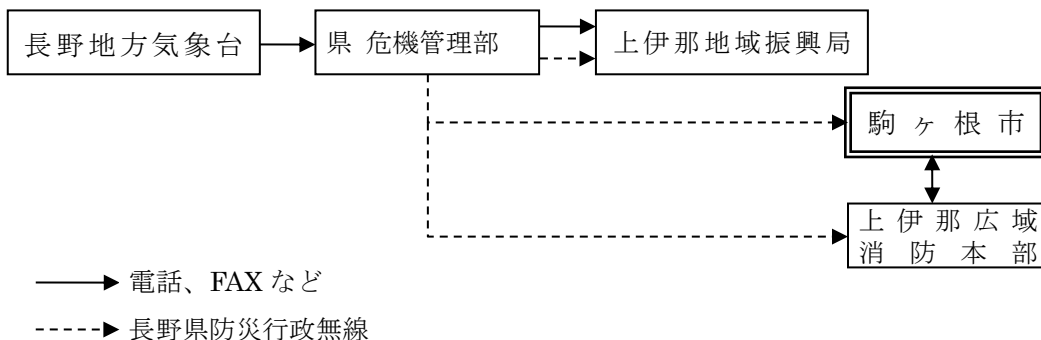 長野地方気象台
県 危機管理部
上伊那地域振興局
駒ヶ根市
上伊那広域
消防本部
電話、FAX など
長野県防災行政無線